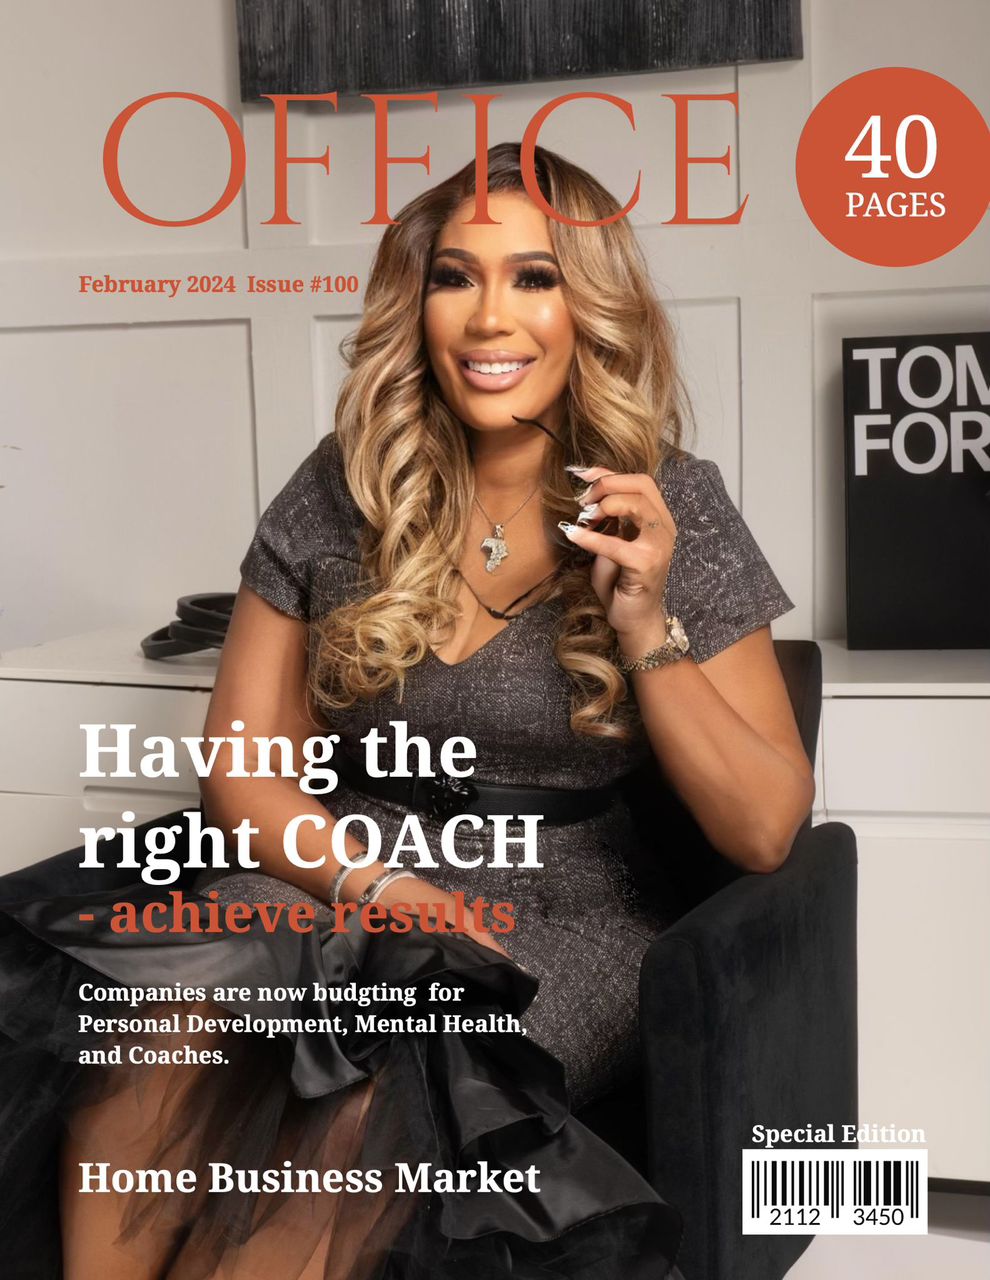 OFFICE
40
PAGES
February 2024  Issue #100
TOM
FOR
Having the
right COACH
- achieve results
Companies are now budgting  for
Personal Development, Mental Health,
and Coaches.
Home Business Market
Special Edition
2112 3450